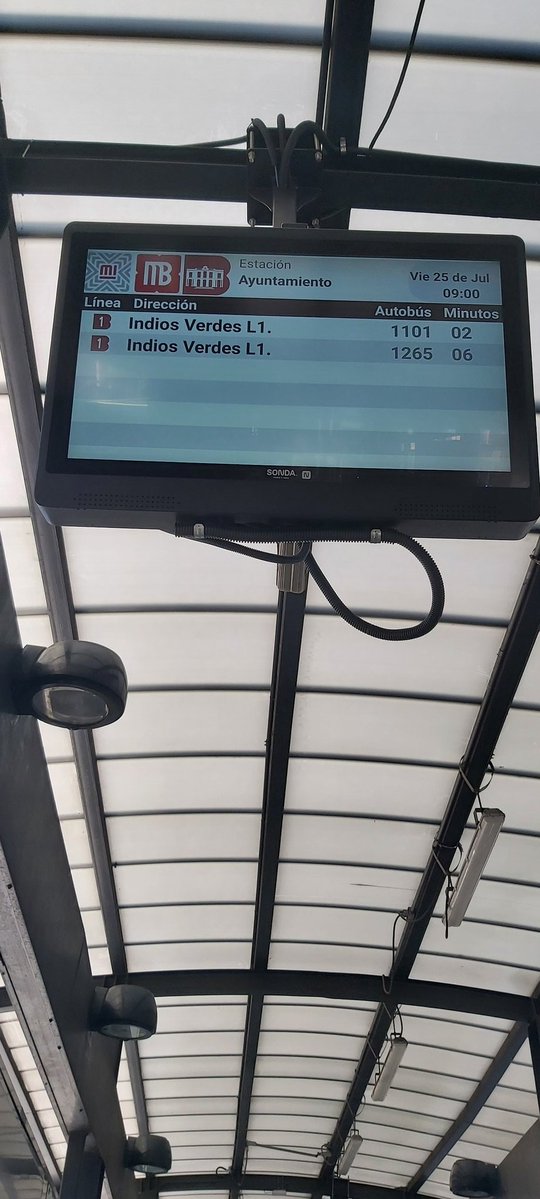 MI MB Estación
Ayuntamiento
Vie 25 de Jul
09:00
Línea Dirección Autobús Minutos
1 Indios Verdes L1. 1101 02
1 Indios Verdes L1. 1265 06
SONDA N